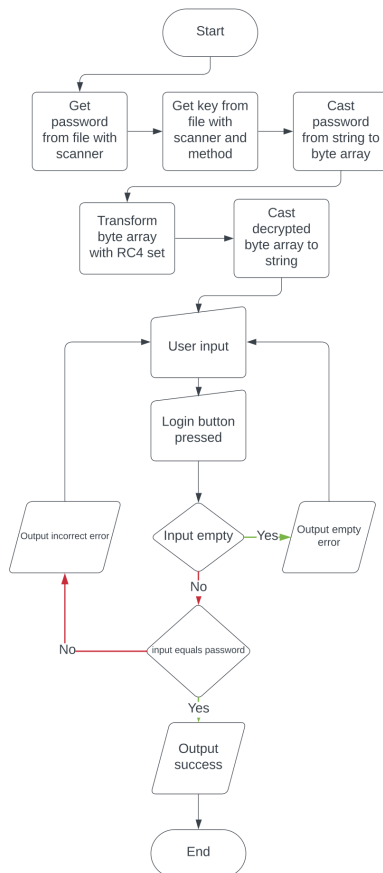 Start
Get
password
from file with
scanner
Get key from
file with
scanner and
method
Cast
password
from string to
byte array
Transform
byte array
with RC4 set
Cast
decrypted
byte array to
string
User input
Login button
pressed
Input empty
Yes
Output empty
error
Output incorrect error
No
input equals password
No
Yes
Output
success
End